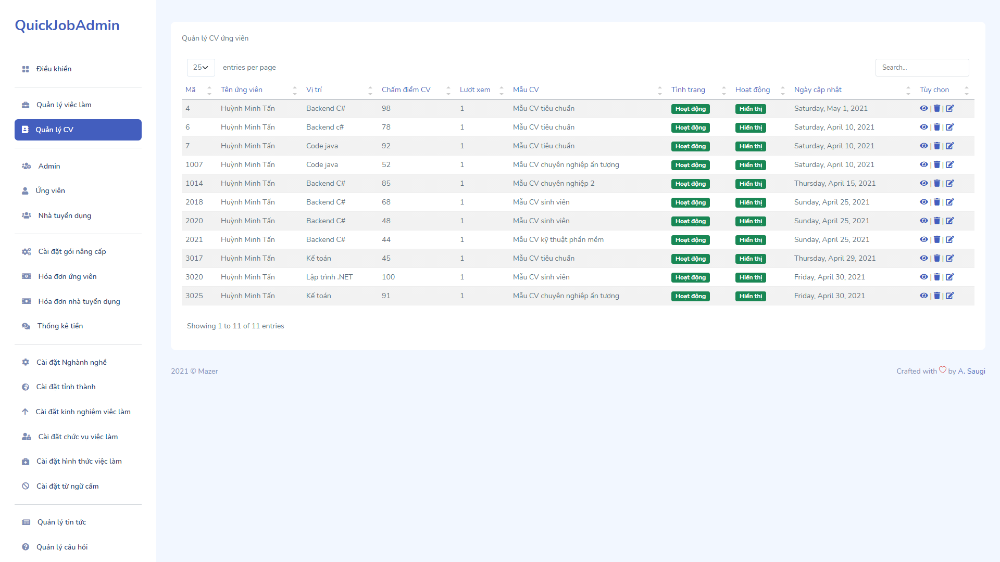 QuickJobAdmin
Điều khiển
Quản lý việc làm
Quản lý CV
Admin
Ứng viên
Nhà tuyển dụng
Cài đặt gói nâng cấp
Hóa đơn ứng viên
Hóa đơn nhà tuyển dụng
Thống kê tiền
Cài đặt Nghành nghề
Cài đặt tỉnh thành
Cài đặt kinh nghiệm việc làm
Cài đặt chức vụ việc làm
Cài đặt hình thức việc làm
Cài đặt từ ngữ cấm
Quản lý tin tức
Quản lý câu hỏi
Quản lý CV ứng viên
25 entries per page Search...
Mã Tên ứng viên Vị trí Chấm điểm CV Lượt xem Mẫu CV Tình trạng Hoạt động Ngày cập nhật Tùy chọn
4 Huỳnh Minh Tấn Backend C# 98 1 Mẫu CV tiêu chuẩn Hoạt động Hiển thị Saturday, May 1, 2021 | |
6 Huỳnh Minh Tấn Backend c# 78 1 Mẫu CV tiêu chuẩn Hoạt động Hiển thị Saturday, April 10, 2021 | |
7 Huỳnh Minh Tấn Code java 92 1 Mẫu CV tiêu chuẩn Hoạt động Hiển thị Saturday, April 10, 2021 | |
1007 Huỳnh Minh Tấn Code java 52 1 Mẫu CV chuyên nghiệp ấn tượng Hoạt động Hiển thị Saturday, April 10, 2021 | |
1014 Huỳnh Minh Tấn Backend C# 85 1 Mẫu CV chuyên nghiệp 2 Hoạt động Hiển thị Thursday, April 15, 2021 | |
2018 Huỳnh Minh Tấn Backend C# 68 1 Mẫu CV sinh viên Hoạt động Hiển thị Sunday, April 25, 2021 | |
2020 Huỳnh Minh Tấn Backend C# 48 1 Mẫu CV sinh viên Hoạt động Hiển thị Sunday, April 25, 2021 | |
2021 Huỳnh Minh Tấn Backend C# 44 1 Mẫu CV kỹ thuật phần mềm Hoạt động Hiển thị Sunday, April 25, 2021 | |
3017 Huỳnh Minh Tấn Kế toán 45 1 Mẫu CV tiêu chuẩn Hoạt động Hiển thị Thursday, April 29, 2021 | |
3020 Huỳnh Minh Tấn Lập trình .NET 100 1 Mẫu CV sinh viên Hoạt động Hiển thị Friday, April 30, 2021 | |
3025 Huỳnh Minh Tấn Kế toán 91 1 Mẫu CV chuyên nghiệp ấn tượng Hoạt động Hiển thị Friday, April 30, 2021 | |
Showing 1 to 11 of 11 entries
2021 © Mazer Crafted with ♡ by A. Saugi